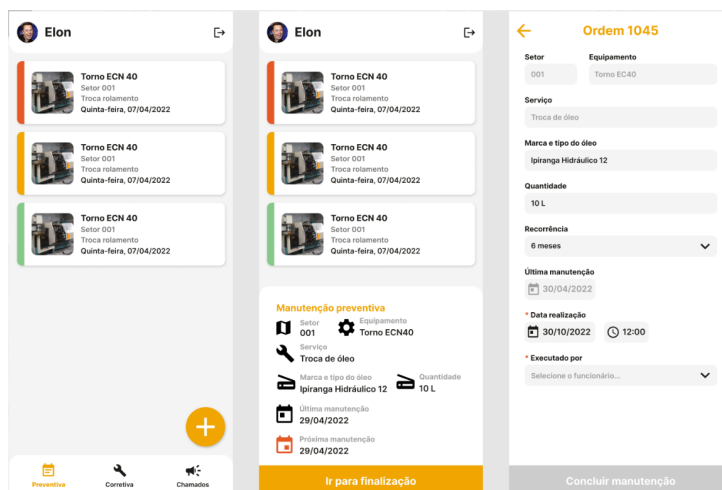 Elon
Torno ECN 40
Setor 001
Troca rolamento
Quinta-feira, 07/04/2022
Torno ECN 40
Setor 001
Troca rolamento
Quinta-feira, 07/04/2022
Torno ECN 40
Setor 001
Troca rolamento
Quinta-feira, 07/04/2022
Preventiva Corretiva Chamados
Elon
Torno ECN 40
Setor 001
Troca rolamento
Quinta-feira, 07/04/2022
Torno ECN 40
Setor 001
Troca rolamento
Quinta-feira, 07/04/2022
Torno ECN 40
Setor 001
Troca rolamento
Quinta-feira, 07/04/2022
Manutenção preventiva
Setor Equipamento
001 Torno ECN40
Serviço
Troca de óleo
Marca e tipo do óleo Quantidade
Ipiranga Hidráulico 12 10 L
Última manutenção
29/04/2022
Próxima manutenção
29/04/2022
Ir para finalização
Ordem 1045
Setor Equipamento
001 Torno EC40
Serviço
Troca de óleo
Marca e tipo do óleo
Ipiranga Hidráulico 12
Quantidade
10 L
Recorrência
6 meses
Última manutenção
30/04/2022
* Data realização
30/10/2022 12:00
* Executado por
Selecione o funcionário...
Concluir manutenção